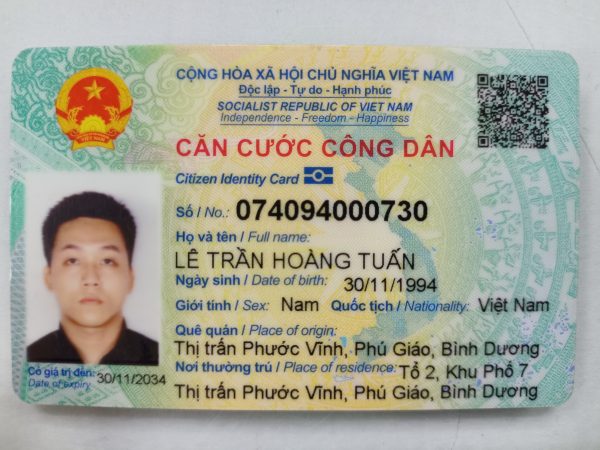 CỘNG HÒA XÃ HỘI CHỦ NGHĨA VIỆT NAM
Độc lập - Tự do - Hạnh phúc
SOCIALIST REPUBLIC OF VIET NAM
Independence - Freedom - Happiness
CĂN CƯỚC CÔNG DÂN
Citizen Identity Card
Số / No.: 074094000730
Họ và tên / Full name:
LÊ TRẦN HOÀNG TUẤN
Ngày sinh / Date of birth: 30/11/1994
Giới tính / Sex: Nam Quốc tịch / Nationality: Việt Nam
Quê quán / Place of origin:
Thị trấn Phước Vĩnh, Phú Giáo, Bình Dương
Nơi thường trú / Place of residence: Tổ 2, Khu Phố 7
Thị trấn Phước Vĩnh, Phú Giáo, Bình Dương
Có giá trị đến: 30/11/2034
Date of expiry